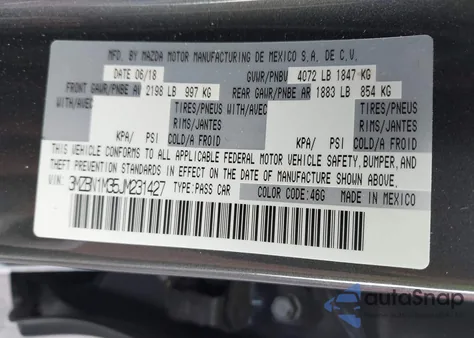 MFD. BY MAZDA MOTOR MANUFACTURING DE MEXICO S.A. DE C.V.
DATE 06/18 GVWR/PNBV 4072 LB 1847 KG
FRONT GAWR/PNBE AV 2198 LB 997 KG REAR GAWR/PNBE AR 1883 LB 854 KG
WITH/AVEC TIRES/PNEUS WITH/AVEC TIRES/PNEUS
RIMS/JANTES RIMS/JANTES
KPA/ PSI COLD/A FROID KPA/ PSI COLD/A FROID
THIS VEHICLE CONFORMS TO ALL APPLICABLE FEDERAL MOTOR VEHICLE SAFETY, BUMPER, AND
THEFT PREVENTION STANDARDS IN EFFECT ON THE DATE OF MANUFACTURE SHOWN ABOVE.
VIN: 3MZBN1M35JM231427 TYPE:PASS CAR COLOR CODE:46G MADE IN MEXICO
autoSnap